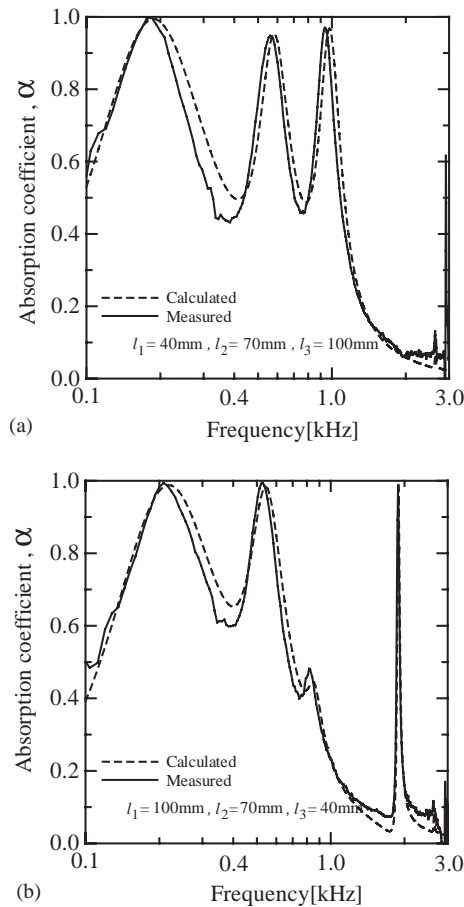 1.0
0.8
0.6
0.4
0.2
0.0
Absorption coefficient , α
Calculated
Measured
l1= 40mm , l2= 70mm , l3= 100mm
0.1 0.4 1.0 3.0
(a)
Frequency[kHz]
1.0
0.8
0.6
0.4
0.2
0.0
Absorption coefficient , α
Calculated
Measured
l1= 100mm , l2=70mm , l3= 40mm
0.1 0.4 1.0 3.0
(b)
Frequency[kHz]